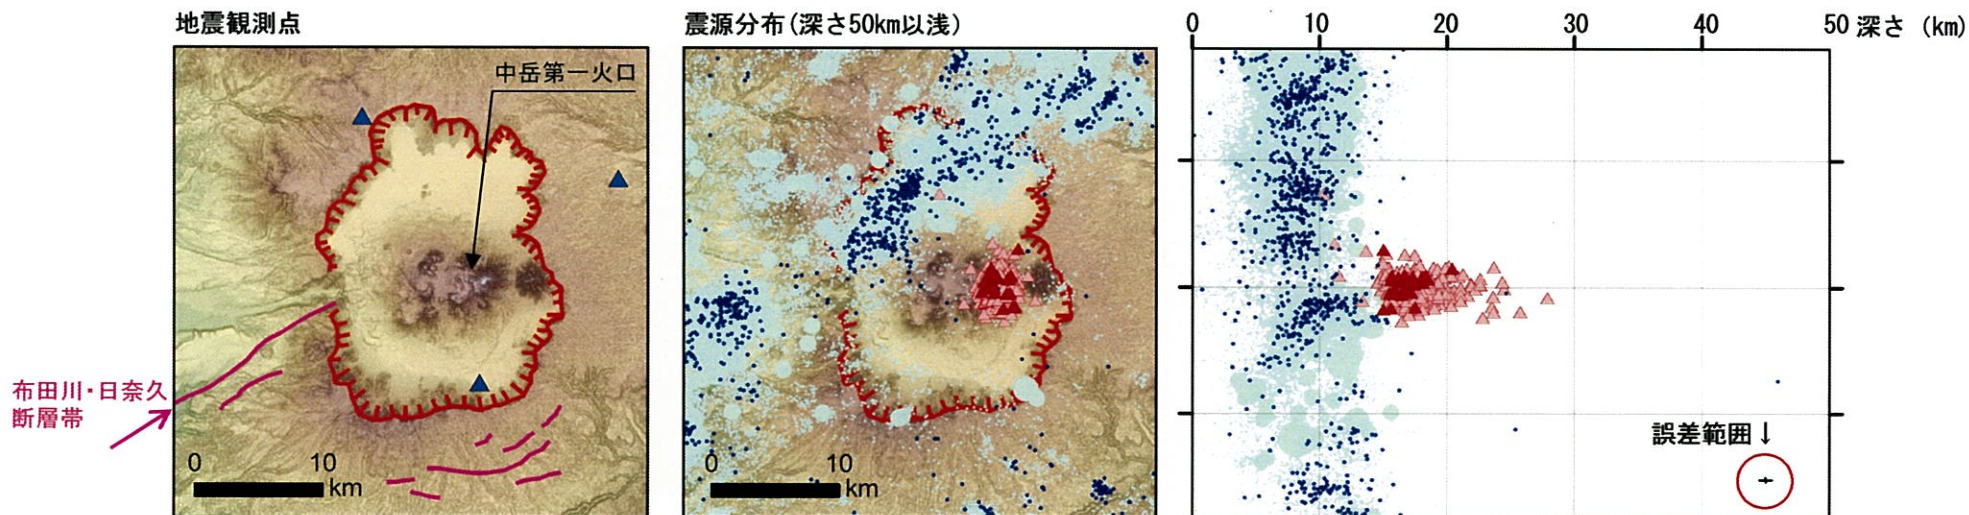 地震観測点
中岳第一火口
布田川・日奈久
断層帯
0 10
km
震源分布(深さ50km以浅)
0 10
km
0 10 20 30 40 50 深さ (km)
誤差範囲↓